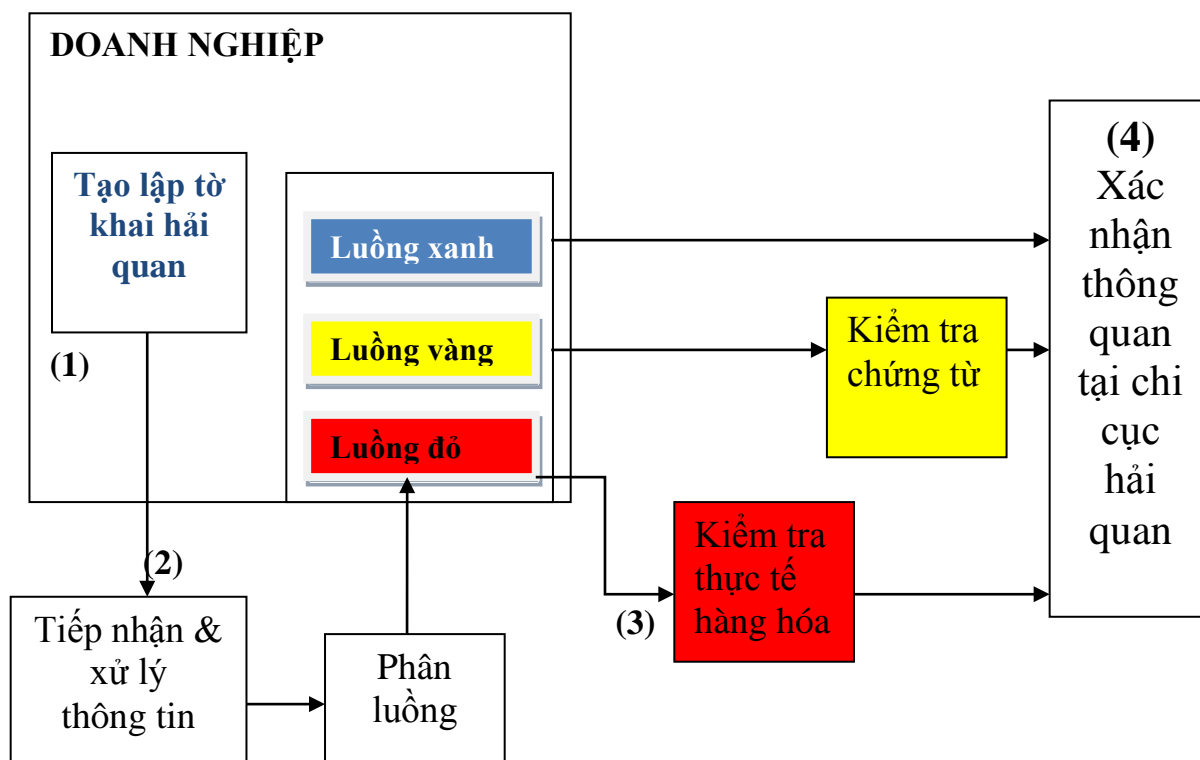 DOANH NGHIỆP
Tạo lập tờ
khai hải
quan
(1)
Luồng xanh
Luồng vàng
Luồng đỏ
(2)
Tiếp nhận &
xử lý
thông tin
Phân
luồng
Kiểm tra
chứng từ
(3)
Kiểm tra
thực tế
hàng hóa
(4)
Xác
nhận
thông
quan
tại chi
cục
hải
quan